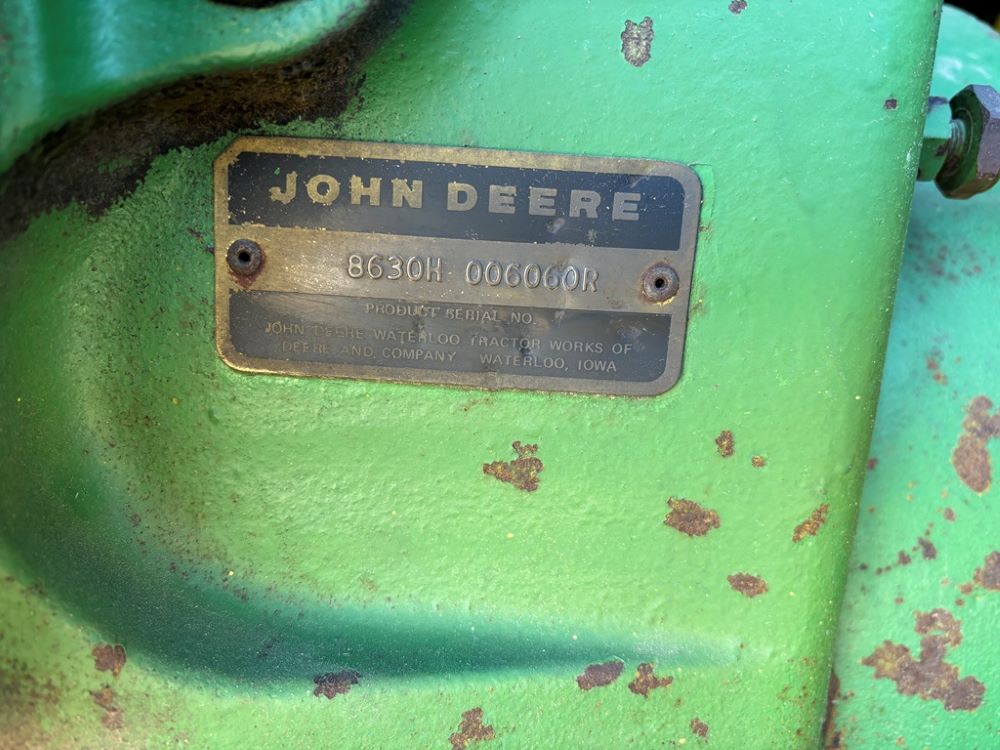 JOHN DEERE
8630H 006060R
PRODUCT SERIAL NO.
JOHN DEERE WATERLOO TRACTOR WORKS OF
DEERE AND COMPANY WATERLOO, IOWA